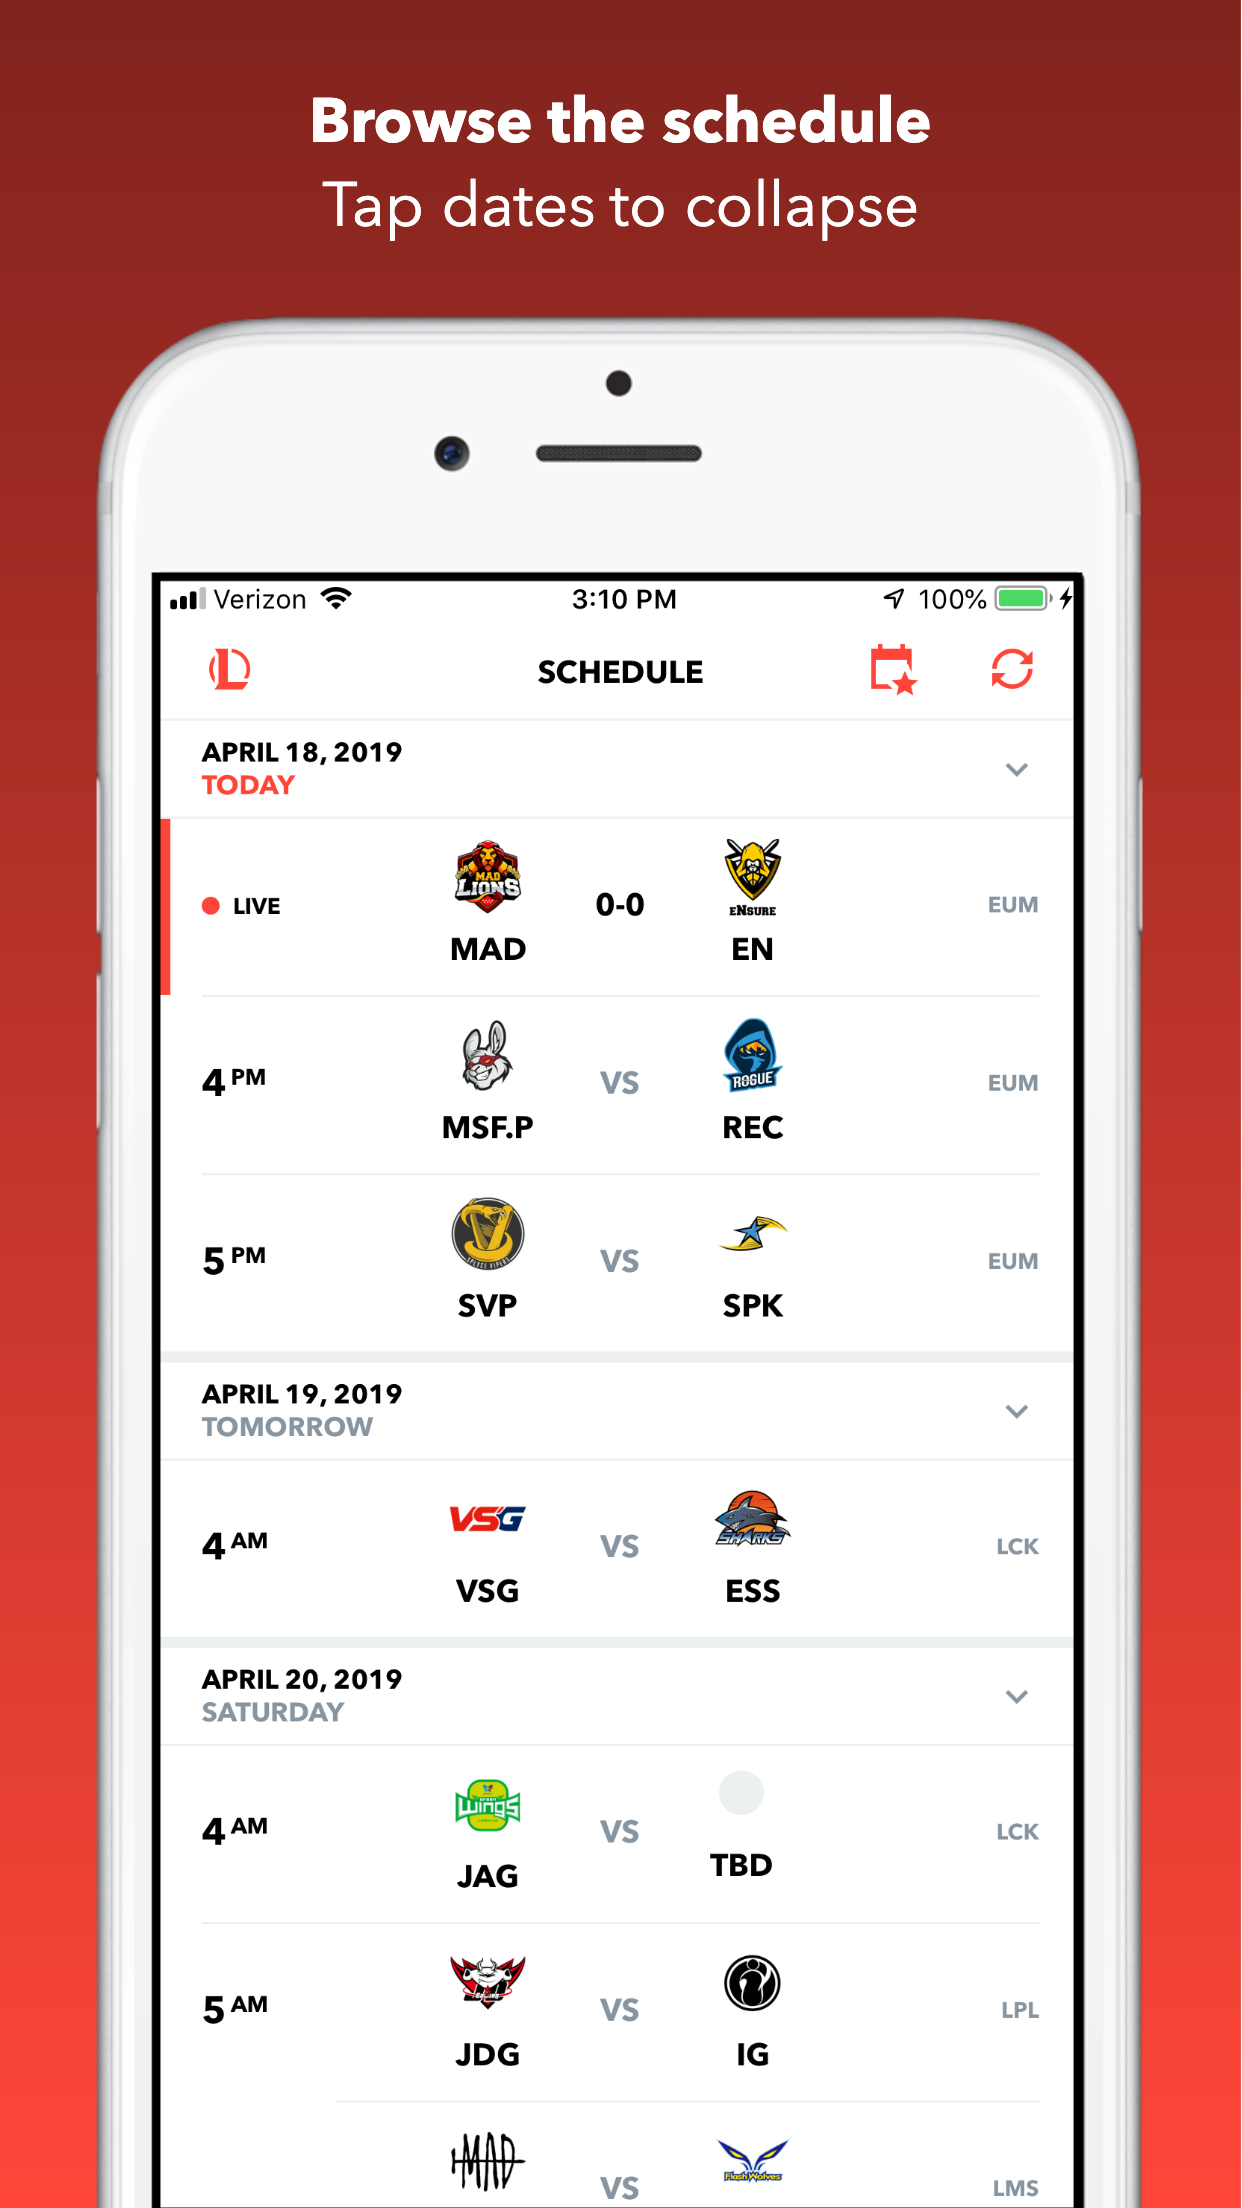 Browse the schedule
Tap dates to collapse
Verizon 3:10 PM 100%
SCHEDULE
APRIL 18, 2019
TODAY
MAD
LIONS
ENSURE
LIVE 0-0 EUM
MAD EN
ROGUE
4 PM VS EUM
MSF.P REC
5 PM VS EUM
SVP SPK
APRIL 19, 2019
TOMORROW
VSG SHARKS
4 AM VS LCK
VSG ESS
APRIL 20, 2019
SATURDAY
WINGS
4 AM VS LCK
JAG TBD
5 AM VS LPL
JDG IG
MAD Flash Wolves
VS LMS